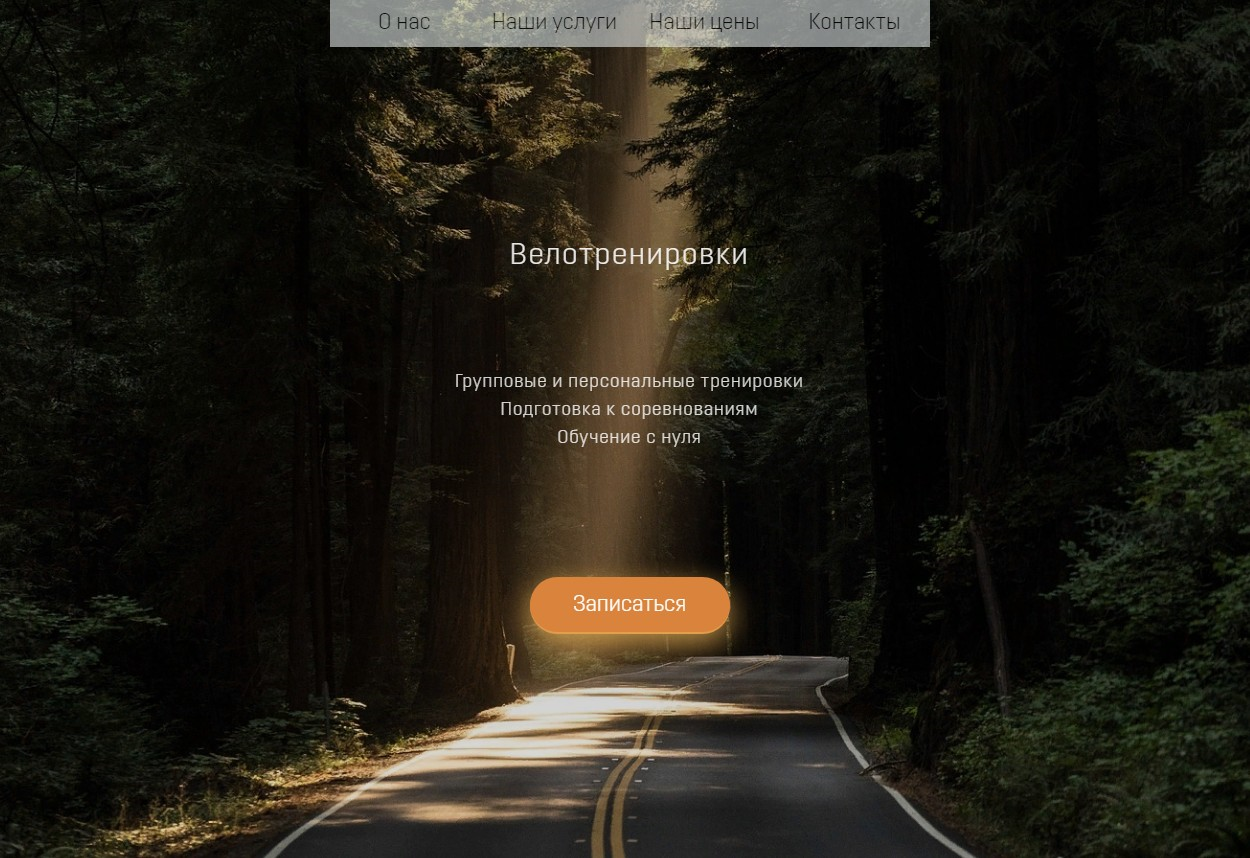 О нас Наши услуги Наши цены Контакты
Велотренировки
Групповые и персональные тренировки
Подготовка к соревнованиям
Обучение с нуля
Записаться